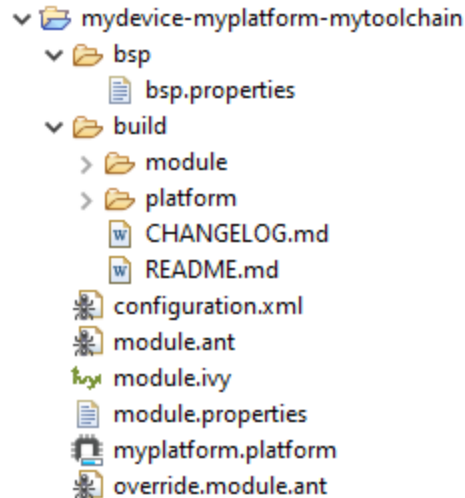 mydevice-myplatform-mytoolchain
bsp
bsp.properties
build
module
platform
CHANGELOG.md
README.md
configuration.xml
module.ant
module.ivy
module.properties
myplatform.platform
override.module.ant